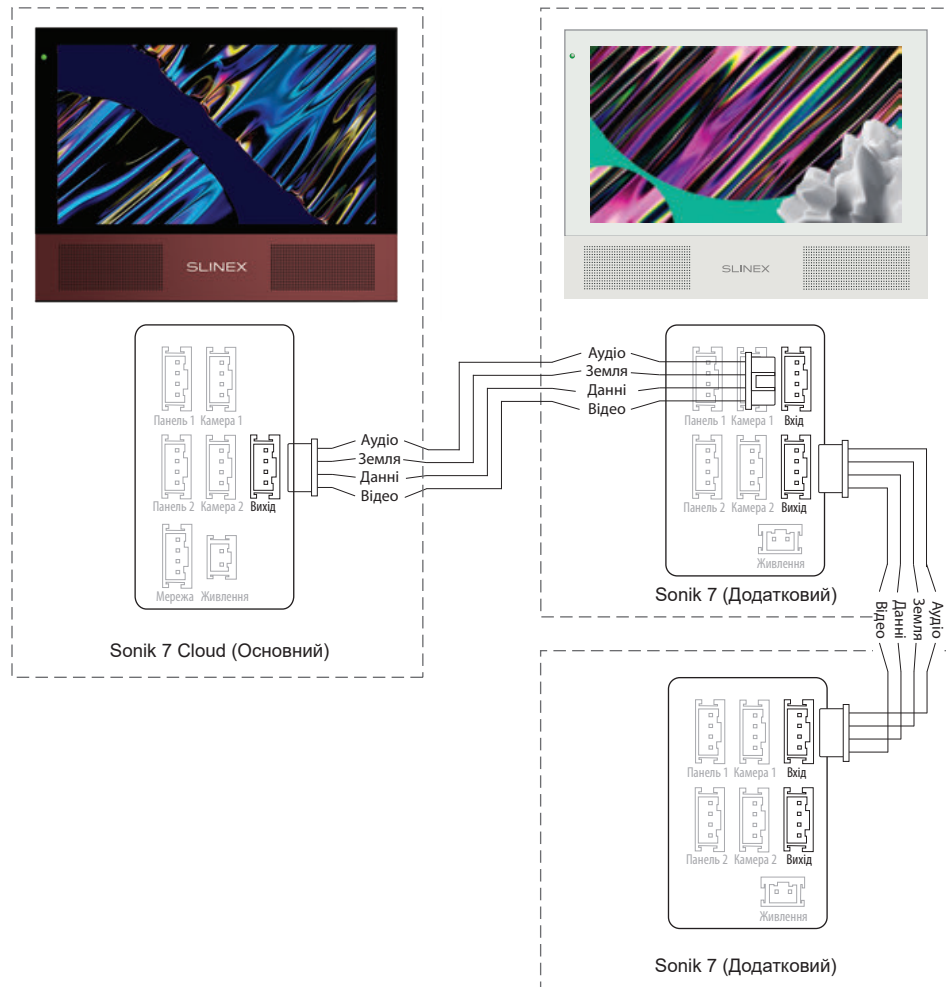 SLINEX
SLINEX
Панель 1 Камера 1
Панель 2 Камера 2 Вихід
Мережа Живлення
Аудіо
Земля
Данні
Відео
Sonik 7 Cloud (Основний)
Аудіо
Земля
Данні
Відео
Панель 1 Камера 1 Вхід
Панель 2 Камера 2 Вихід
Живлення
Sonik 7 (Додатковий)
Відео
Данні
Земля
Аудіо
Панель 1 Камера 1 Вхід
Панель 2 Камера 2 Вихід
Живлення
Sonik 7 (Додатковий)